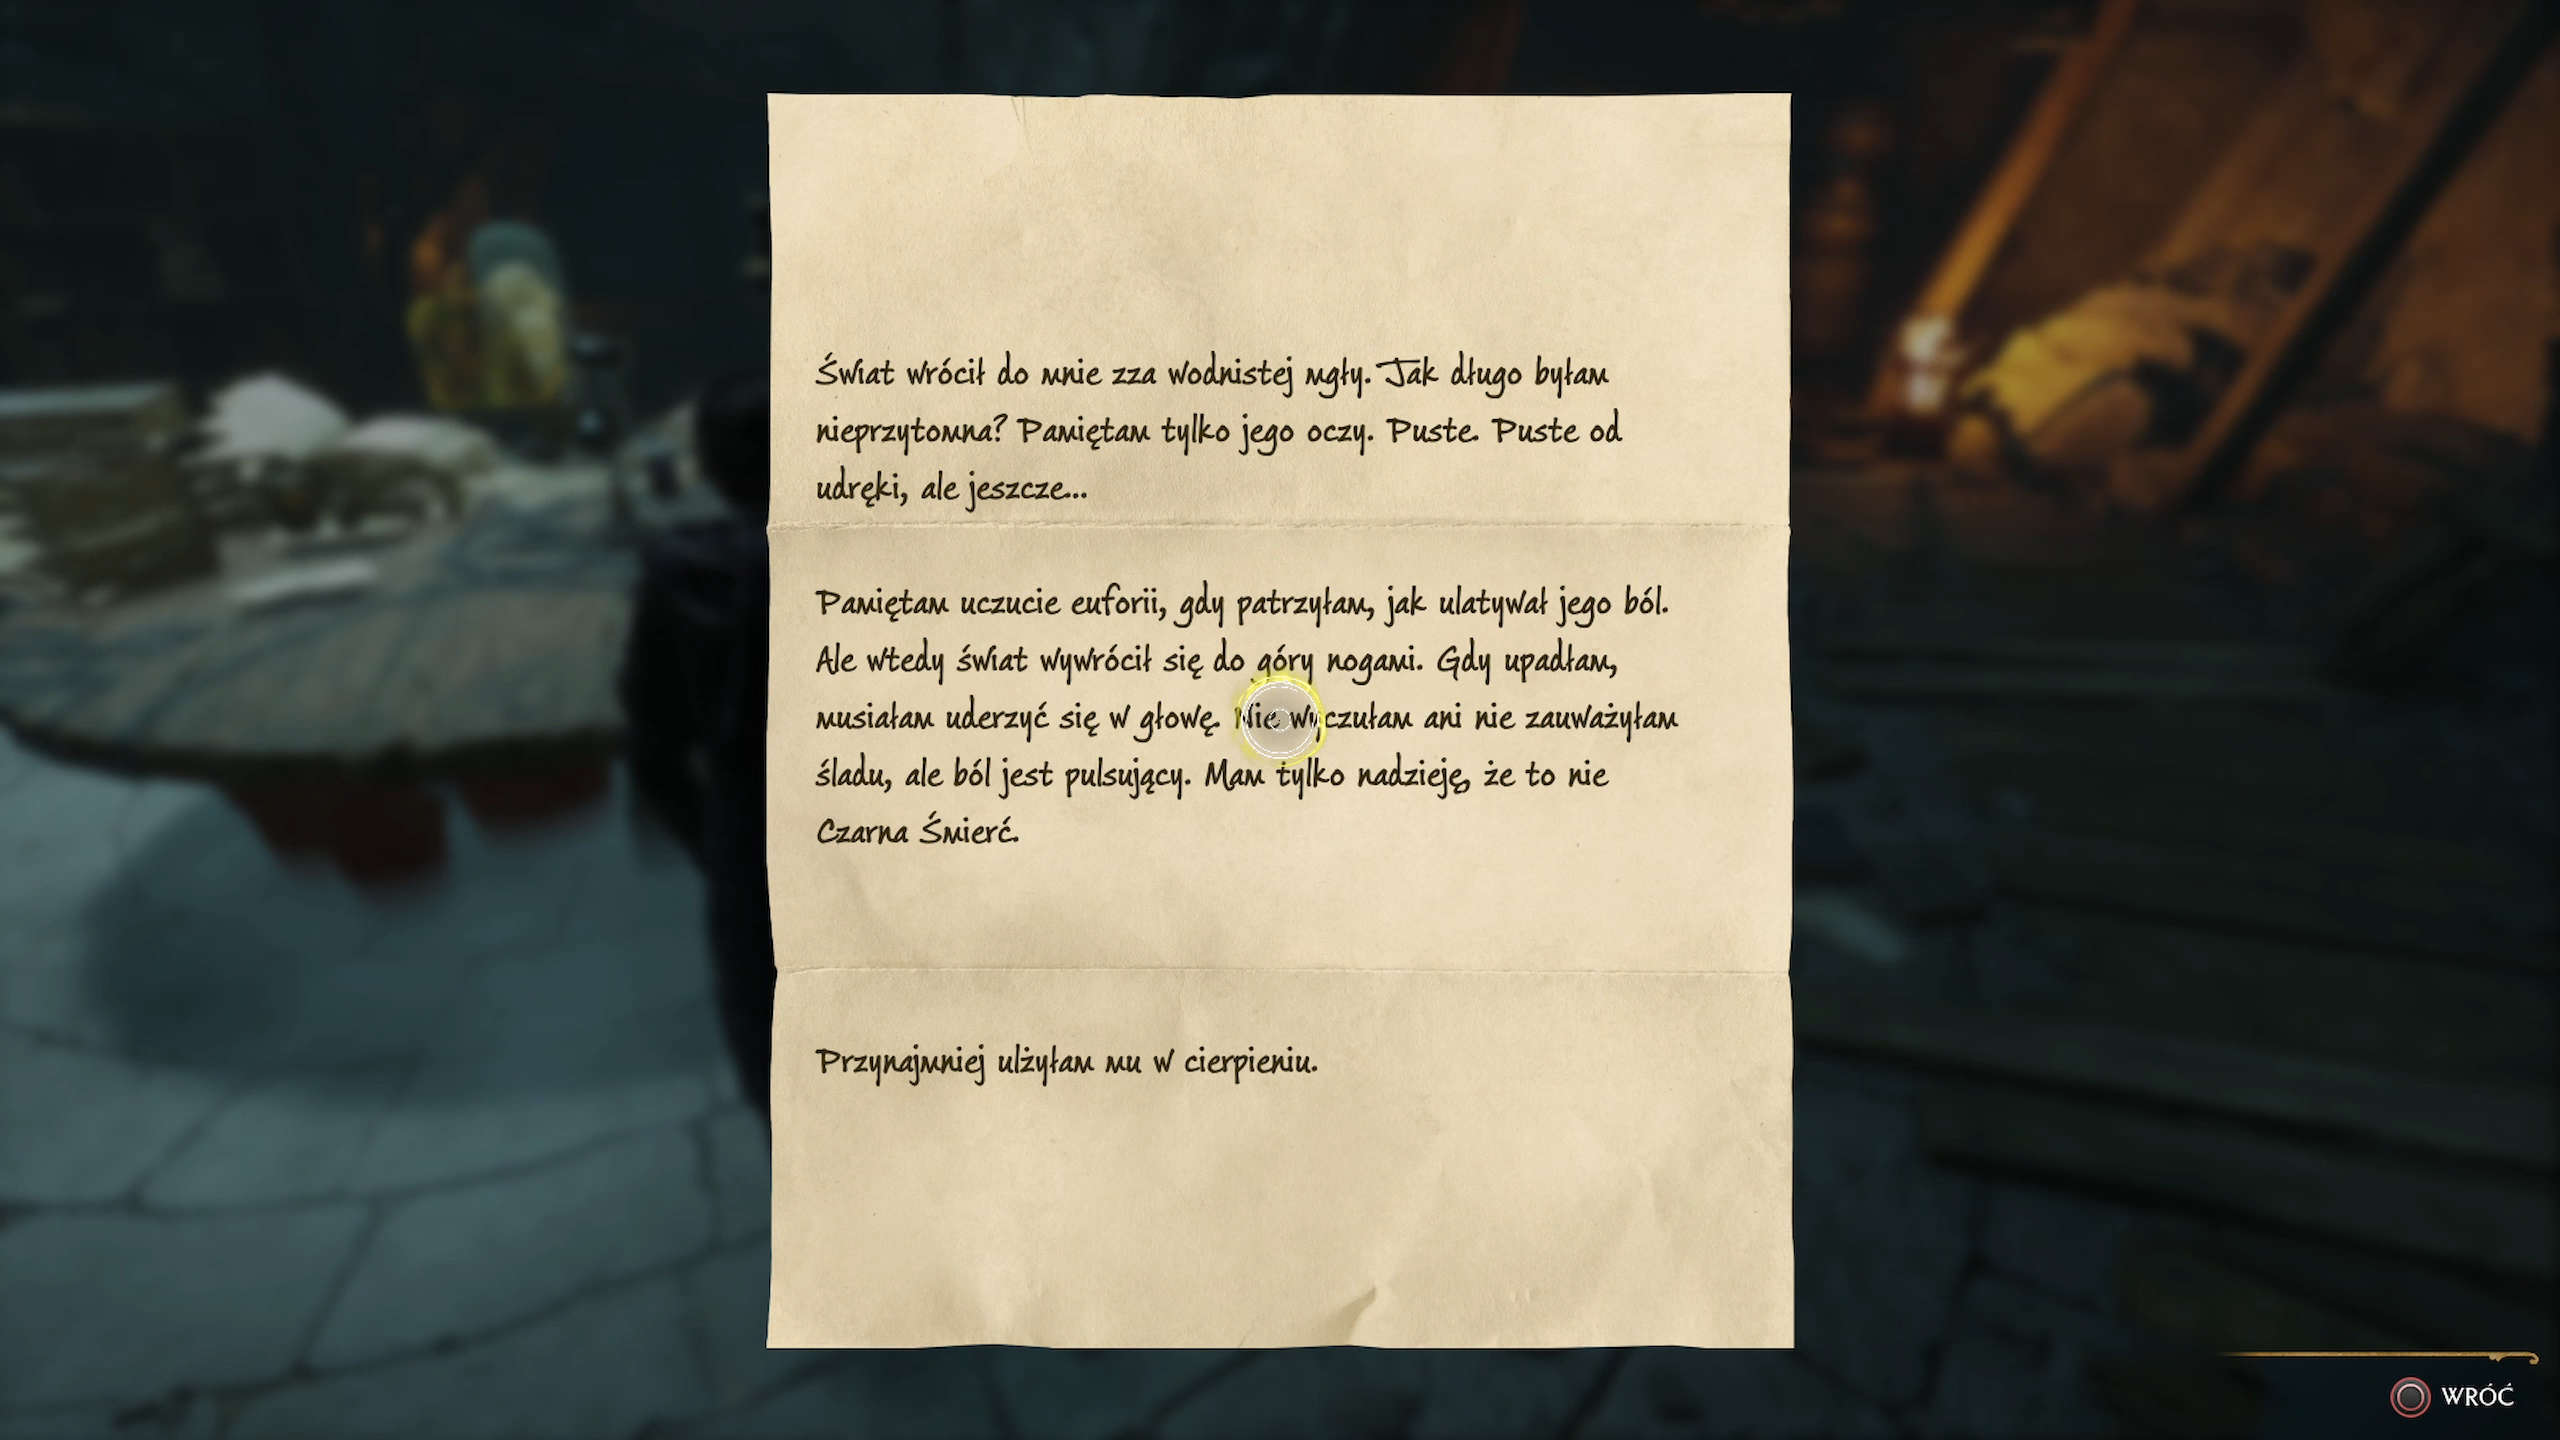 Świat wrócił do mnie zza wodnistej mgły. Jak długo byłam
nieprzytomna? Pamiętam tylko jego oczy. Puste. Puste od
udręki, ale jeszcze...
Pamiętam uczucie euforii, gdy patrzyłam, jak ulatywał jego ból.
Ale wtedy świat wywrócił się do góry nogami. Gdy upadłam,
musiałam uderzyć się w głowę. Nie wyczułam ani nie zauważyłam
śladu, ale ból jest pulsujący. Mam tylko nadzieję, że to nie
Czarna Śmierć.
Przynajmniej ulżyłam mu w cierpieniu.
WRÓĆ